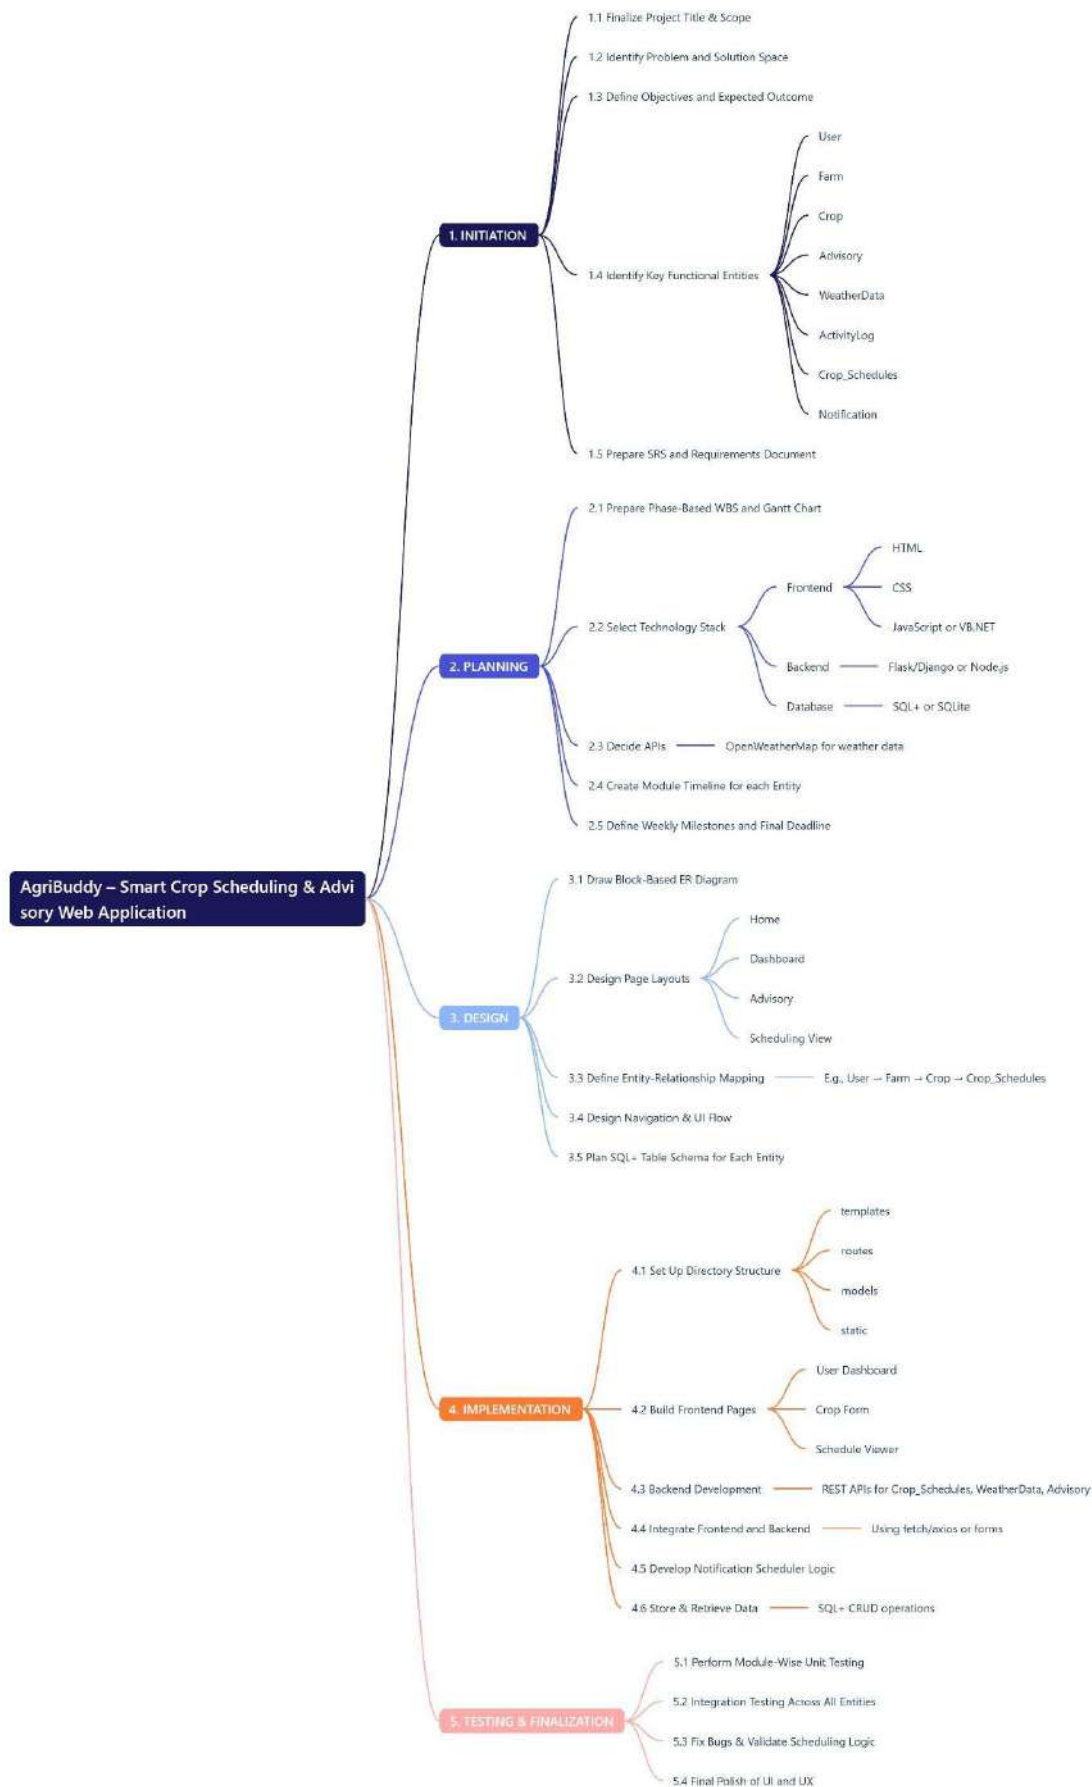 AgriBuddy – Smart Crop Scheduling & Advi
sory Web Application
1. INITIATION
1.1 Finalize Project Title & Scope
1.2 Identify Problem and Solution Space
1.3 Define Objectives and Expected Outcome
1.4 Identify Key Functional Entities
User
Farm
Crop
Advisory
WeatherData
ActivityLog
Crop_Schedules
Notification
1.5 Prepare SRS and Requirements Document
2. PLANNING
2.1 Prepare Phase-Based WBS and Gantt Chart
2.2 Select Technology Stack
Frontend
HTML
CSS
JavaScript or VB.NET
Backend
Flask/Django or Node.js
Database
SQL+ or SQLite
2.3 Decide APIs
OpenWeatherMap for weather data
2.4 Create Module Timeline for each Entity
2.5 Define Weekly Milestones and Final Deadline
3. DESIGN
3.1 Draw Block-Based ER Diagram
3.2 Design Page Layouts
Home
Dashboard
Advisory
Scheduling View
3.3 Define Entity-Relationship Mapping
E.g., User → Farm → Crop → Crop_Schedules
3.4 Design Navigation & UI Flow
3.5 Plan SQL+ Table Schema for Each Entity
4. IMPLEMENTATION
4.1 Set Up Directory Structure
templates
routes
models
static
4.2 Build Frontend Pages
User Dashboard
Crop Form
Schedule Viewer
4.3 Backend Development
REST APIs for Crop_Schedules, WeatherData, Advisory
4.4 Integrate Frontend and Backend
Using fetch/axios or forms
4.5 Develop Notification Scheduler Logic
4.6 Store & Retrieve Data
SQL+ CRUD operations
5. TESTING & FINALIZATION
5.1 Perform Module-Wise Unit Testing
5.2 Integration Testing Across All Entities
5.3 Fix Bugs & Validate Scheduling Logic
5.4 Final Polish of UI and UX